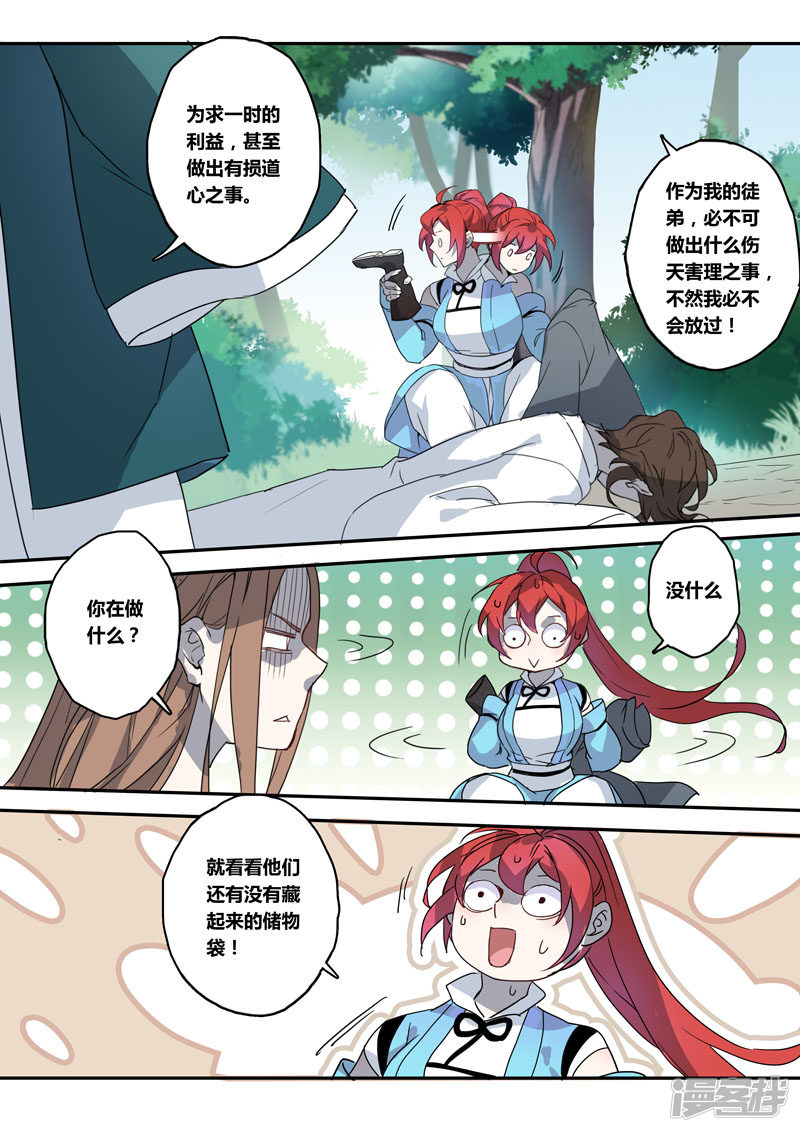 为求一时的
利益，甚至
做出有损道
心之事。
作为我的徒
弟，必不可
做出什么伤
天害理之事，
不然我必不
会放过！
你在做
什么？
没什么
就看看他们
还有没有藏
起来的储物
袋！
漫客栈